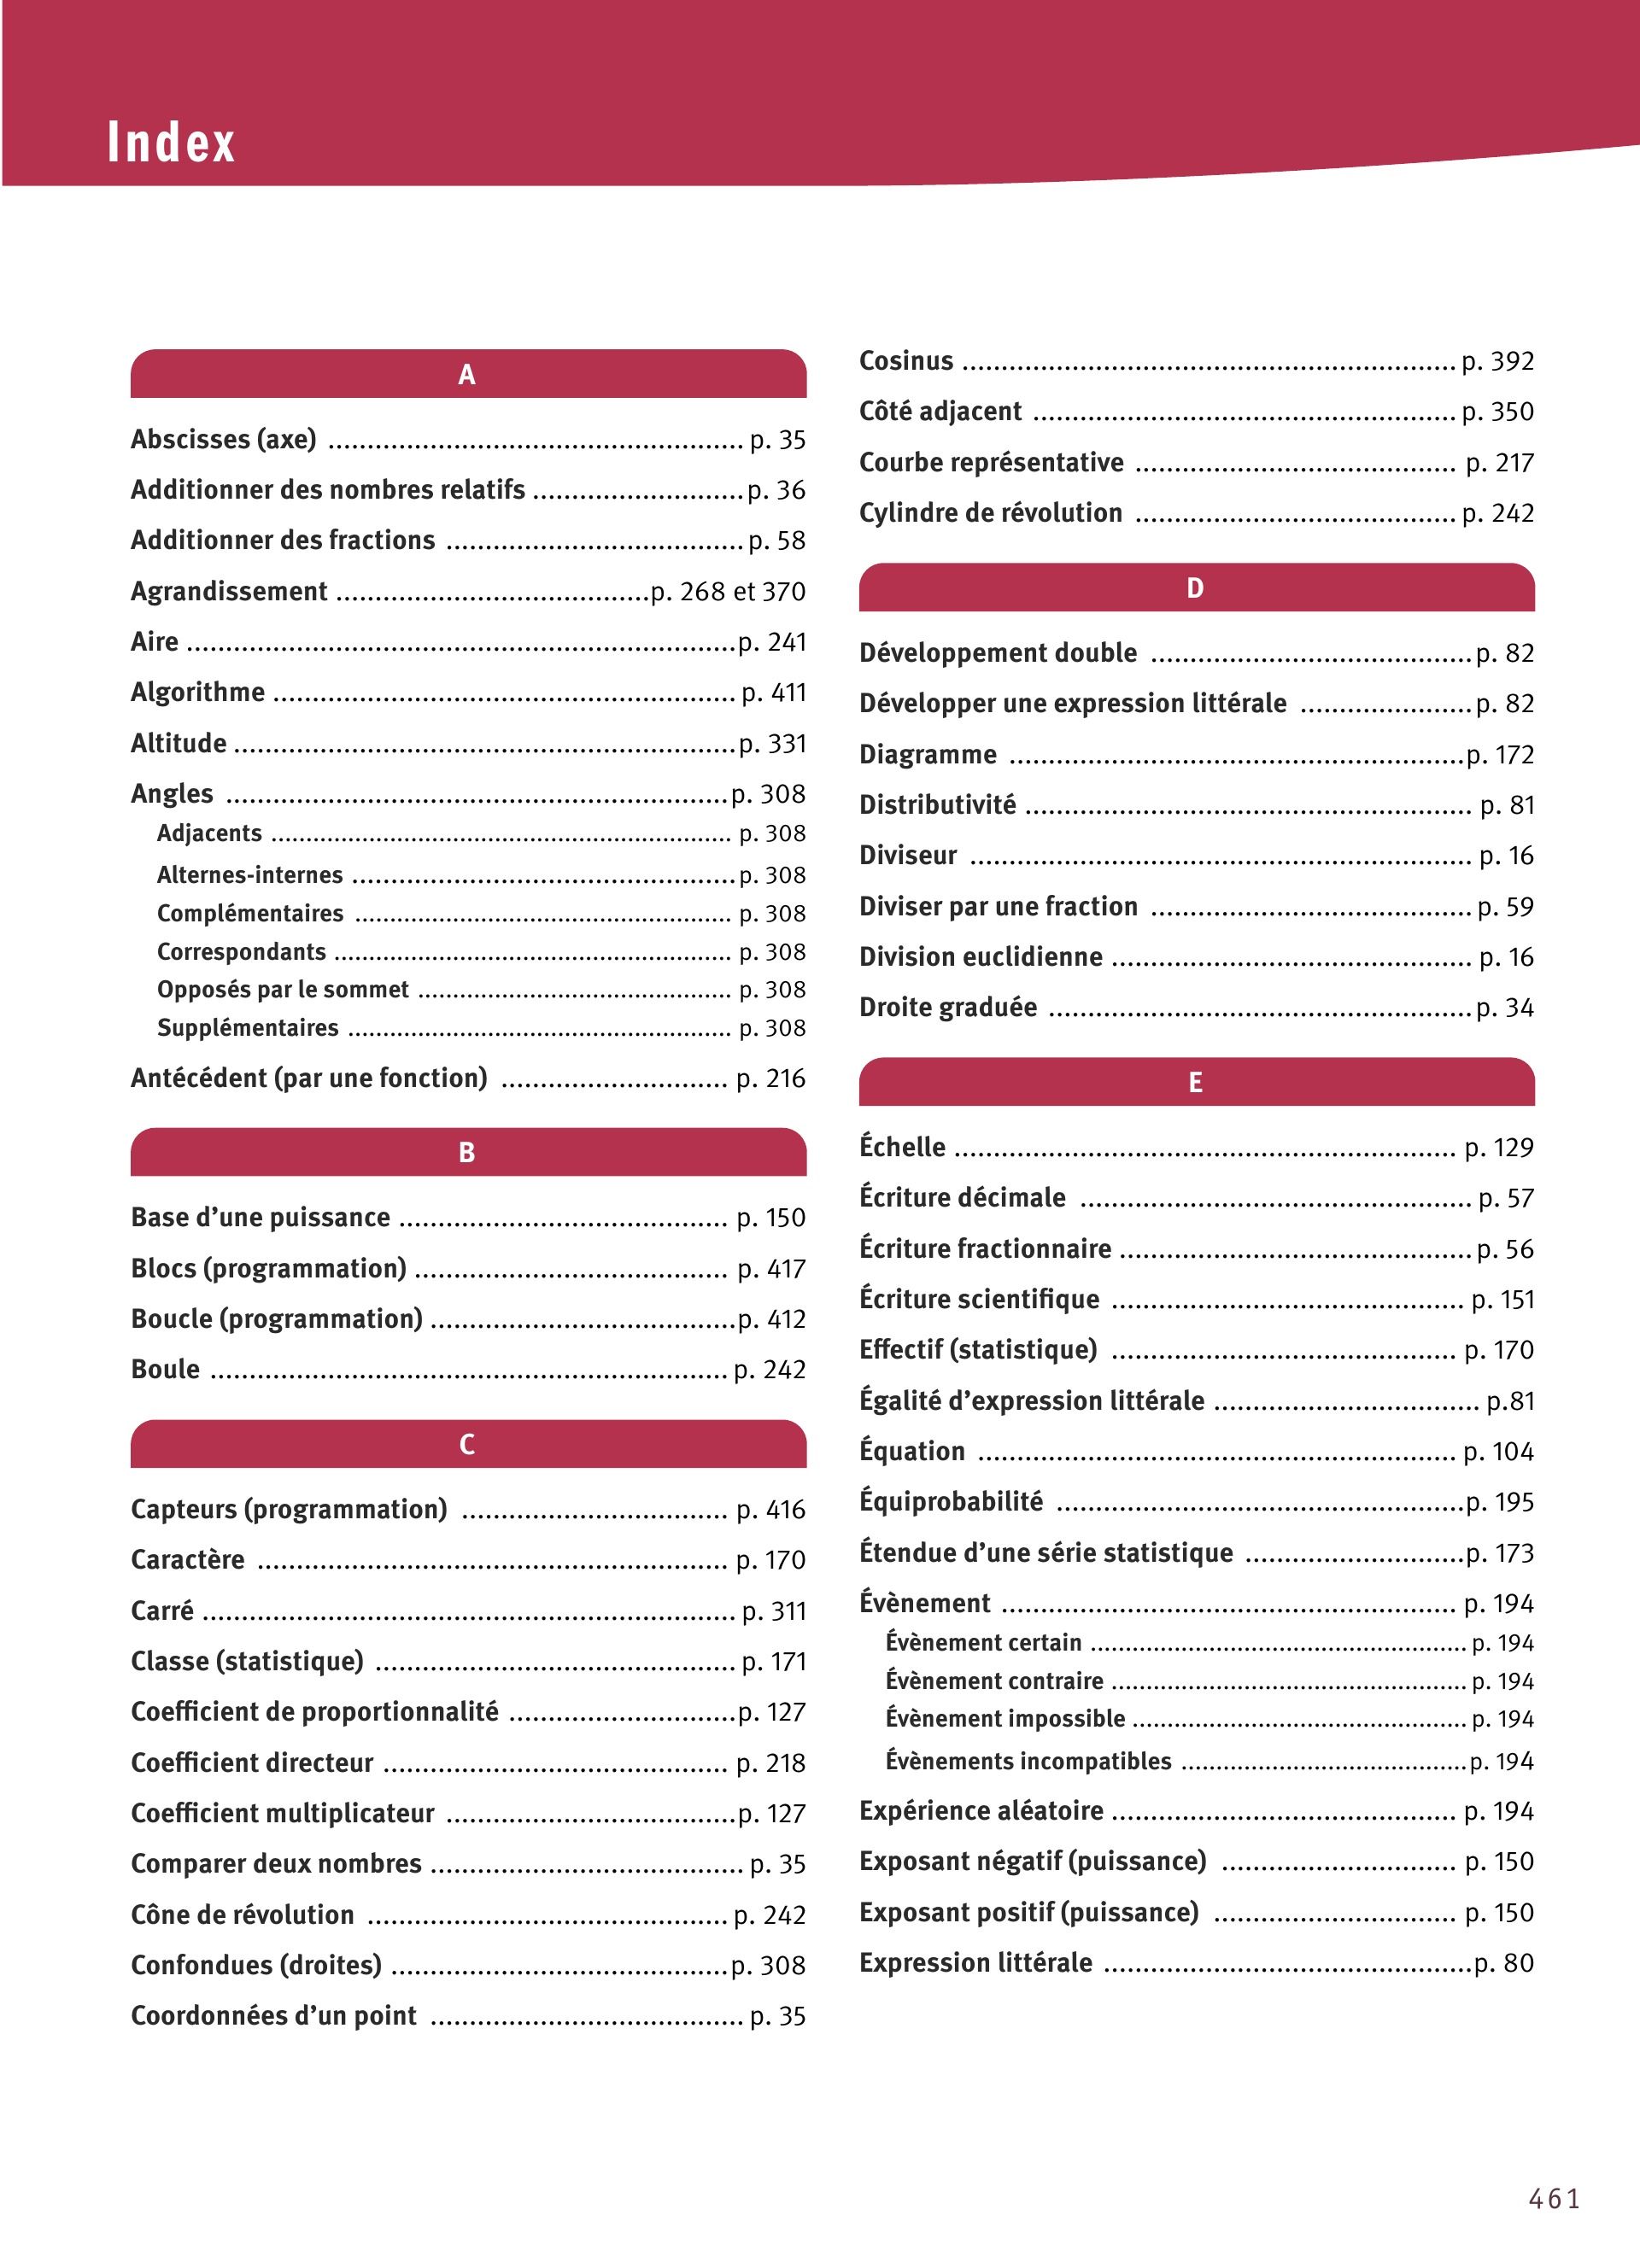 Index
A
Abscisses (axe) ..................................................... p. 35
Additionner des nombres relatifs ........................... p. 36
Additionner des fractions ...................................... p. 58
Agrandissement ........................................ p. 268 et 370
Aire ...................................................................... p. 241
Algorithme ........................................................... p. 411
Altitude ................................................................ p. 331
Angles .................................................................. p. 308
Adjacents .................................................................. p. 308
Alternes-internes ....................................................... p. 308
Complémentaires ...................................................... p. 308
Correspondants ......................................................... p. 308
Opposés par le sommet ............................................. p. 308
Supplémentaires ....................................................... p. 308
Antécédent (par une fonction) ............................. p. 216
B
Base d’une puissance .......................................... p. 150
Blocs (programmation) ........................................ p. 417
Boucle (programmation) ....................................... p. 412
Boule .................................................................. p. 242
C
Capteurs (programmation) .................................. p. 416
Caractère ............................................................ p. 170
Carré .................................................................... p. 311
Classe (statistique) .............................................. p. 171
Coefficient de proportionnalité ............................. p. 127
Coefficient directeur ............................................ p. 218
Coefficient multiplicateur ..................................... p. 127
Comparer deux nombres ........................................ p. 35
Cône de révolution .............................................. p. 242
Confondues (droites) ........................................... p. 308
Coordonnées d’un point ........................................ p. 35
Cosinus ............................................................... p. 392
Côté adjacent ...................................................... p. 350
Courbe représentative ......................................... p. 217
Cylindre de révolution ......................................... p. 242
D
Développement double ......................................... p. 82
Développer une expression littérale ...................... p. 82
Diagramme .......................................................... p. 172
Distributivité ......................................................... p. 81
Diviseur ................................................................ p. 16
Diviser par une fraction ......................................... p. 59
Division euclidienne .............................................. p. 16
Droite graduée ...................................................... p. 34
E
Échelle ................................................................ p. 129
Écriture décimale .................................................. p. 57
Écriture fractionnaire ............................................. p. 56
Écriture scientifique ............................................. p. 151
Effectif (statistique) ............................................ p. 170
Égalité d’expression littérale .................................. p.81
Équation ............................................................. p. 104
Équiprobabilité .................................................... p. 195
Étendue d’une série statistique ............................ p. 173
Évènement .......................................................... p. 194
Évènement certain ...................................................... p. 194
Évènement contraire ................................................... p. 194
Évènement impossible ................................................ p. 194
Évènements incompatibles ......................................... p. 194
Expérience aléatoire ............................................ p. 194
Exposant négatif (puissance) .............................. p. 150
Exposant positif (puissance) ............................... p. 150
Expression littérale ............................................... p. 80
461